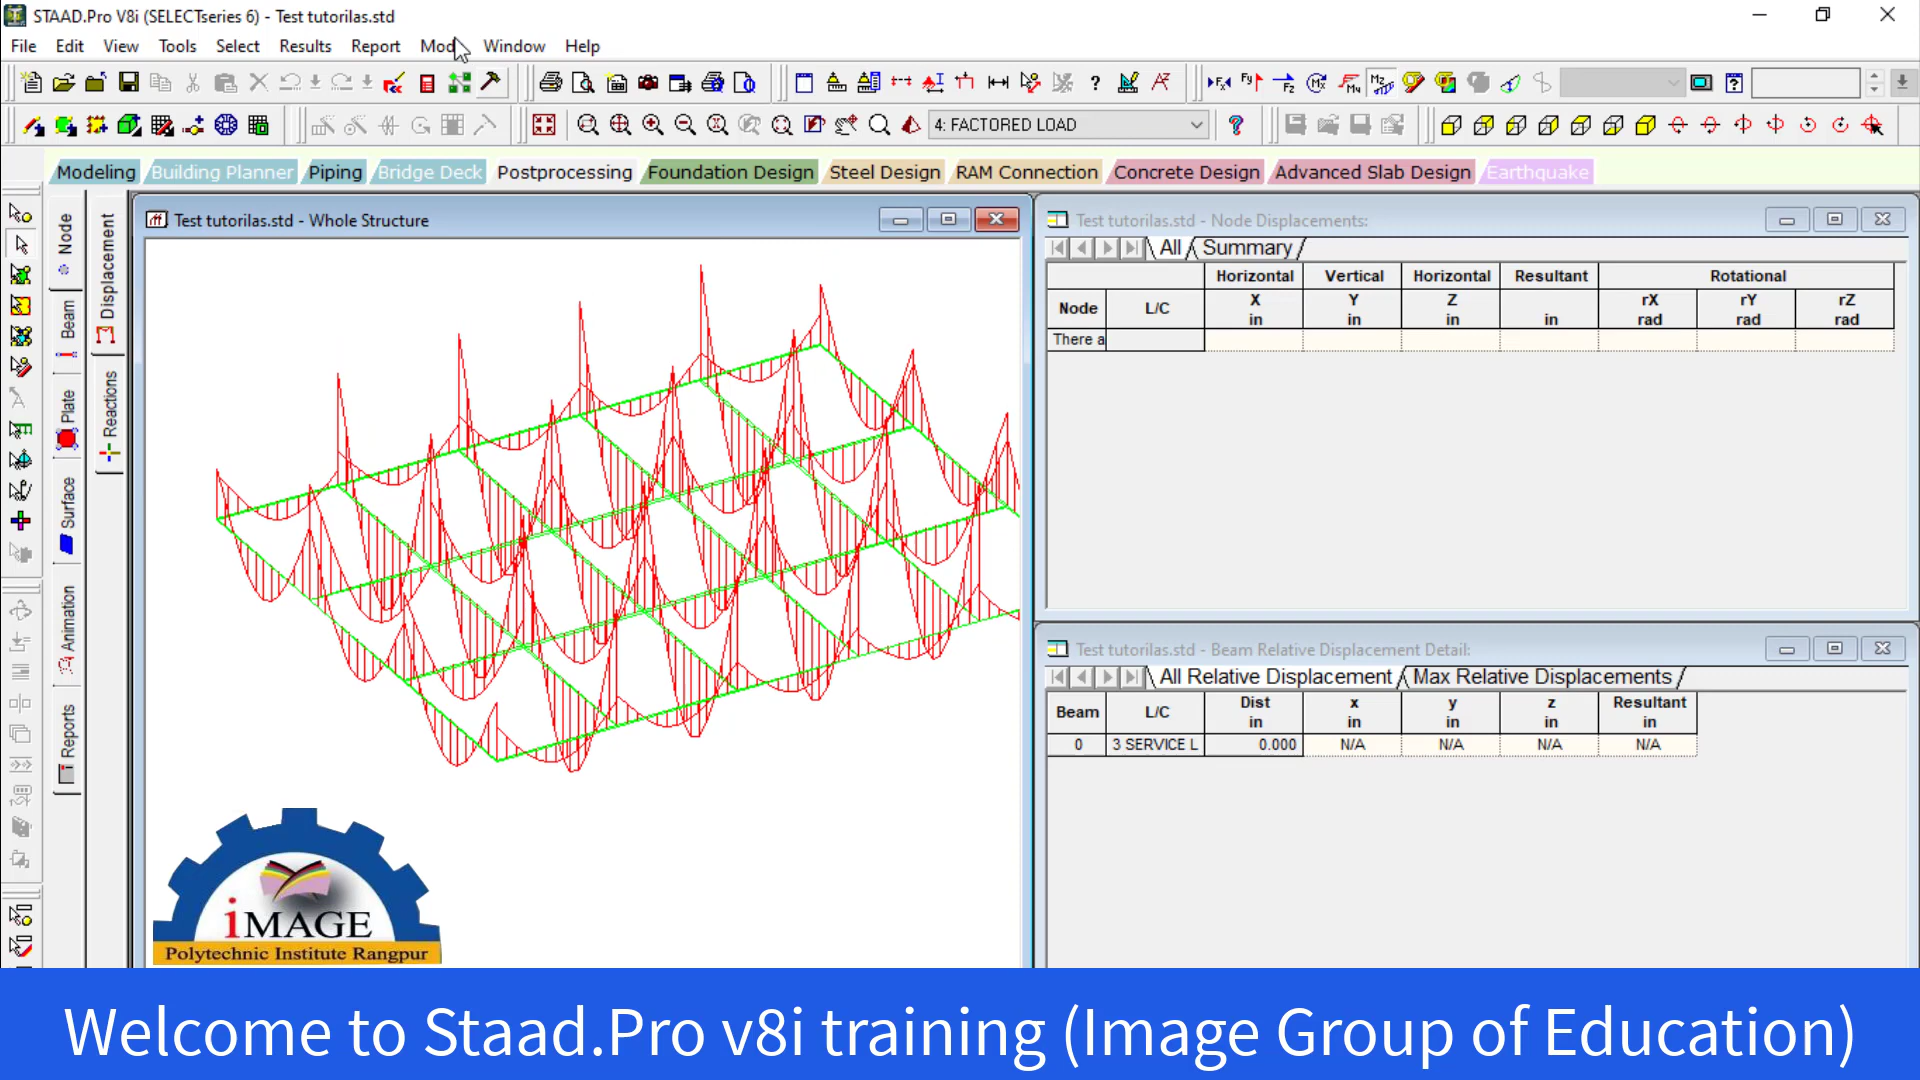 STAAD.Pro V8i (SELECTseries 6) - Test tutorilas.std
File Edit View Tools Select Results Report Mod Window Help
4: FACTORED LOAD
Modeling Building Planner Piping Bridge Deck Postprocessing Foundation Design Steel Design RAM Connection Concrete Design Advanced Slab Design Earthquake
Node
Beam
Plate
Surface
Animation
Reports
Displacement
Reactions
Test tutorilas.std - Whole Structure
iMAGE
Polytechnic Institute Rangpur
Test tutorilas.std - Node Displacements:
All Summary
Horizontal Vertical Horizontal Resultant Rotational
Node L/C X in Y in Z in in rX rad rY rad rZ rad
There a
Test tutorilas.std - Beam Relative Displacement Detail:
All Relative Displacement Max Relative Displacements
Beam L/C Dist in x in y in z in Resultant in
0 3 SERVICE L 0.000 N/A N/A N/A N/A
Welcome to Staad.Pro v8i training (Image Group of Education)